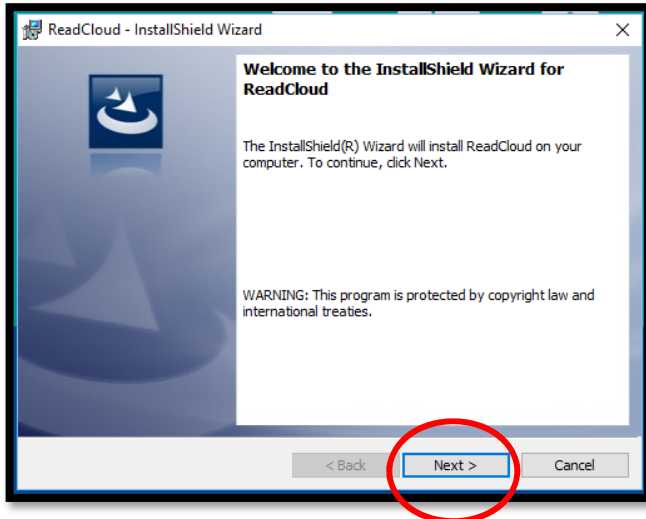 ReadCloud - InstallShield Wizard
Welcome to the InstallShield Wizard for
ReadCloud
The InstallShield(R) Wizard will install ReadCloud on your
computer. To continue, click Next.
WARNING: This program is protected by copyright law and
international treaties.
< Back Next > Cancel